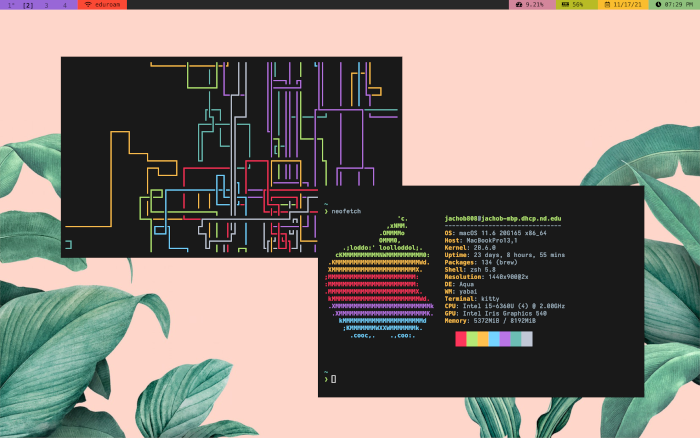 1* [2] 3 4 eduroam 9.21% 56% 11/17/21 07:29 PM
~
❯ neofetch
'c.
,xNMM.
.OMMMMo
OMMM0,
.;loddo:' loolloddol;.
cKMMMMMMMMMMNWMMMMMMMMMM0:
.KMMMMMMMMMMMMMMMMMMMMMMMWd.
XMMMMMMMMMMMMMMMMMMMMMMMX.
;MMMMMMMMMMMMMMMMMMMMMMMM:
:MMMMMMMMMMMMMMMMMMMMMMMM:
.MMMMMMMMMMMMMMMMMMMMMMMMX.
kMMMMMMMMMMMMMMMMMMMMMMMMWd.
.XMMMMMMMMMMMMMMMMMMMMMMMMMMk
.XMMMMMMMMMMMMMMMMMMMMMMMMK.
kMMMMMMMMMMMMMMMMMMMMMMd
;KMMMMMMMWXXWMMMMMMMk.
.cooc,. .,coo:.
jachob808@jachob-mbp.dhcp.nd.edu
--------------------------------
OS: macOS 11.6 20G165 x86_64
Host: MacBookPro13,1
Kernel: 20.6.0
Uptime: 23 days, 8 hours, 55 mins
Packages: 134 (brew)
Shell: zsh 5.8
Resolution: 1440x900@2x
DE: Aqua
WM: yabai
Terminal: kitty
CPU: Intel i5-6360U (4) @ 2.00GHz
GPU: Intel Iris Graphics 540
Memory: 5372MiB / 8192MiB
~
❯